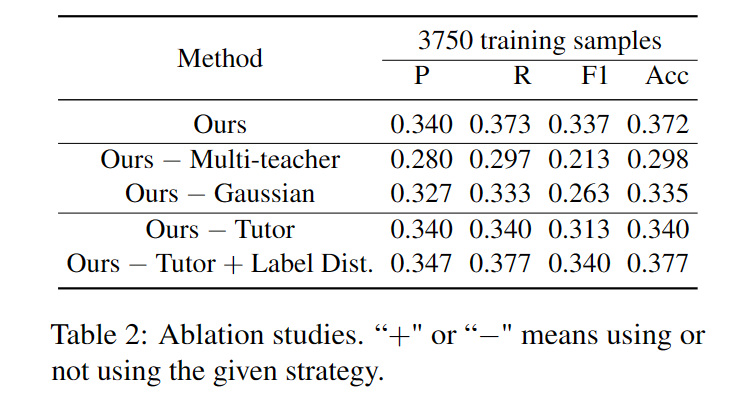 Method 3750 training samples
P R F1 Acc
Ours 0.340 0.373 0.337 0.372
Ours − Multi-teacher 0.280 0.297 0.213 0.298
Ours − Gaussian 0.327 0.333 0.263 0.335
Ours − Tutor 0.340 0.340 0.313 0.340
Ours − Tutor + Label Dist. 0.347 0.377 0.340 0.377
Table 2: Ablation studies. “+" or “−" means using or
not using the given strategy.